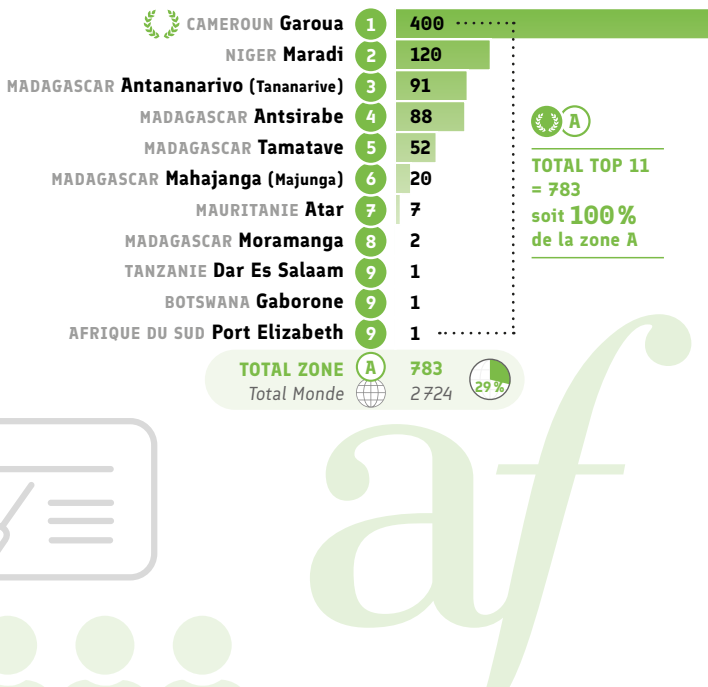 CAMEROUN Garoua 1 400
NIGER Maradi 2 120
MADAGASCAR Antananarivo (Tananarive) 3 91
MADAGASCAR Antsirabe 4 88
MADAGASCAR Tamatave 5 52
MADAGASCAR Mahajanga (Majunga) 6 20
MAURITANIE Atar 7 7
MADAGASCAR Moramanga 8 2
TANZANIE Dar Es Salaam 9 1
BOTSWANA Gaborone 9 1
AFRIQUE DU SUD Port Elizabeth 9 1
A
TOTAL TOP 11
= 783
soit 100 %
de la zone A
TOTAL ZONE A 783
Total Monde 2 724
29 %
af